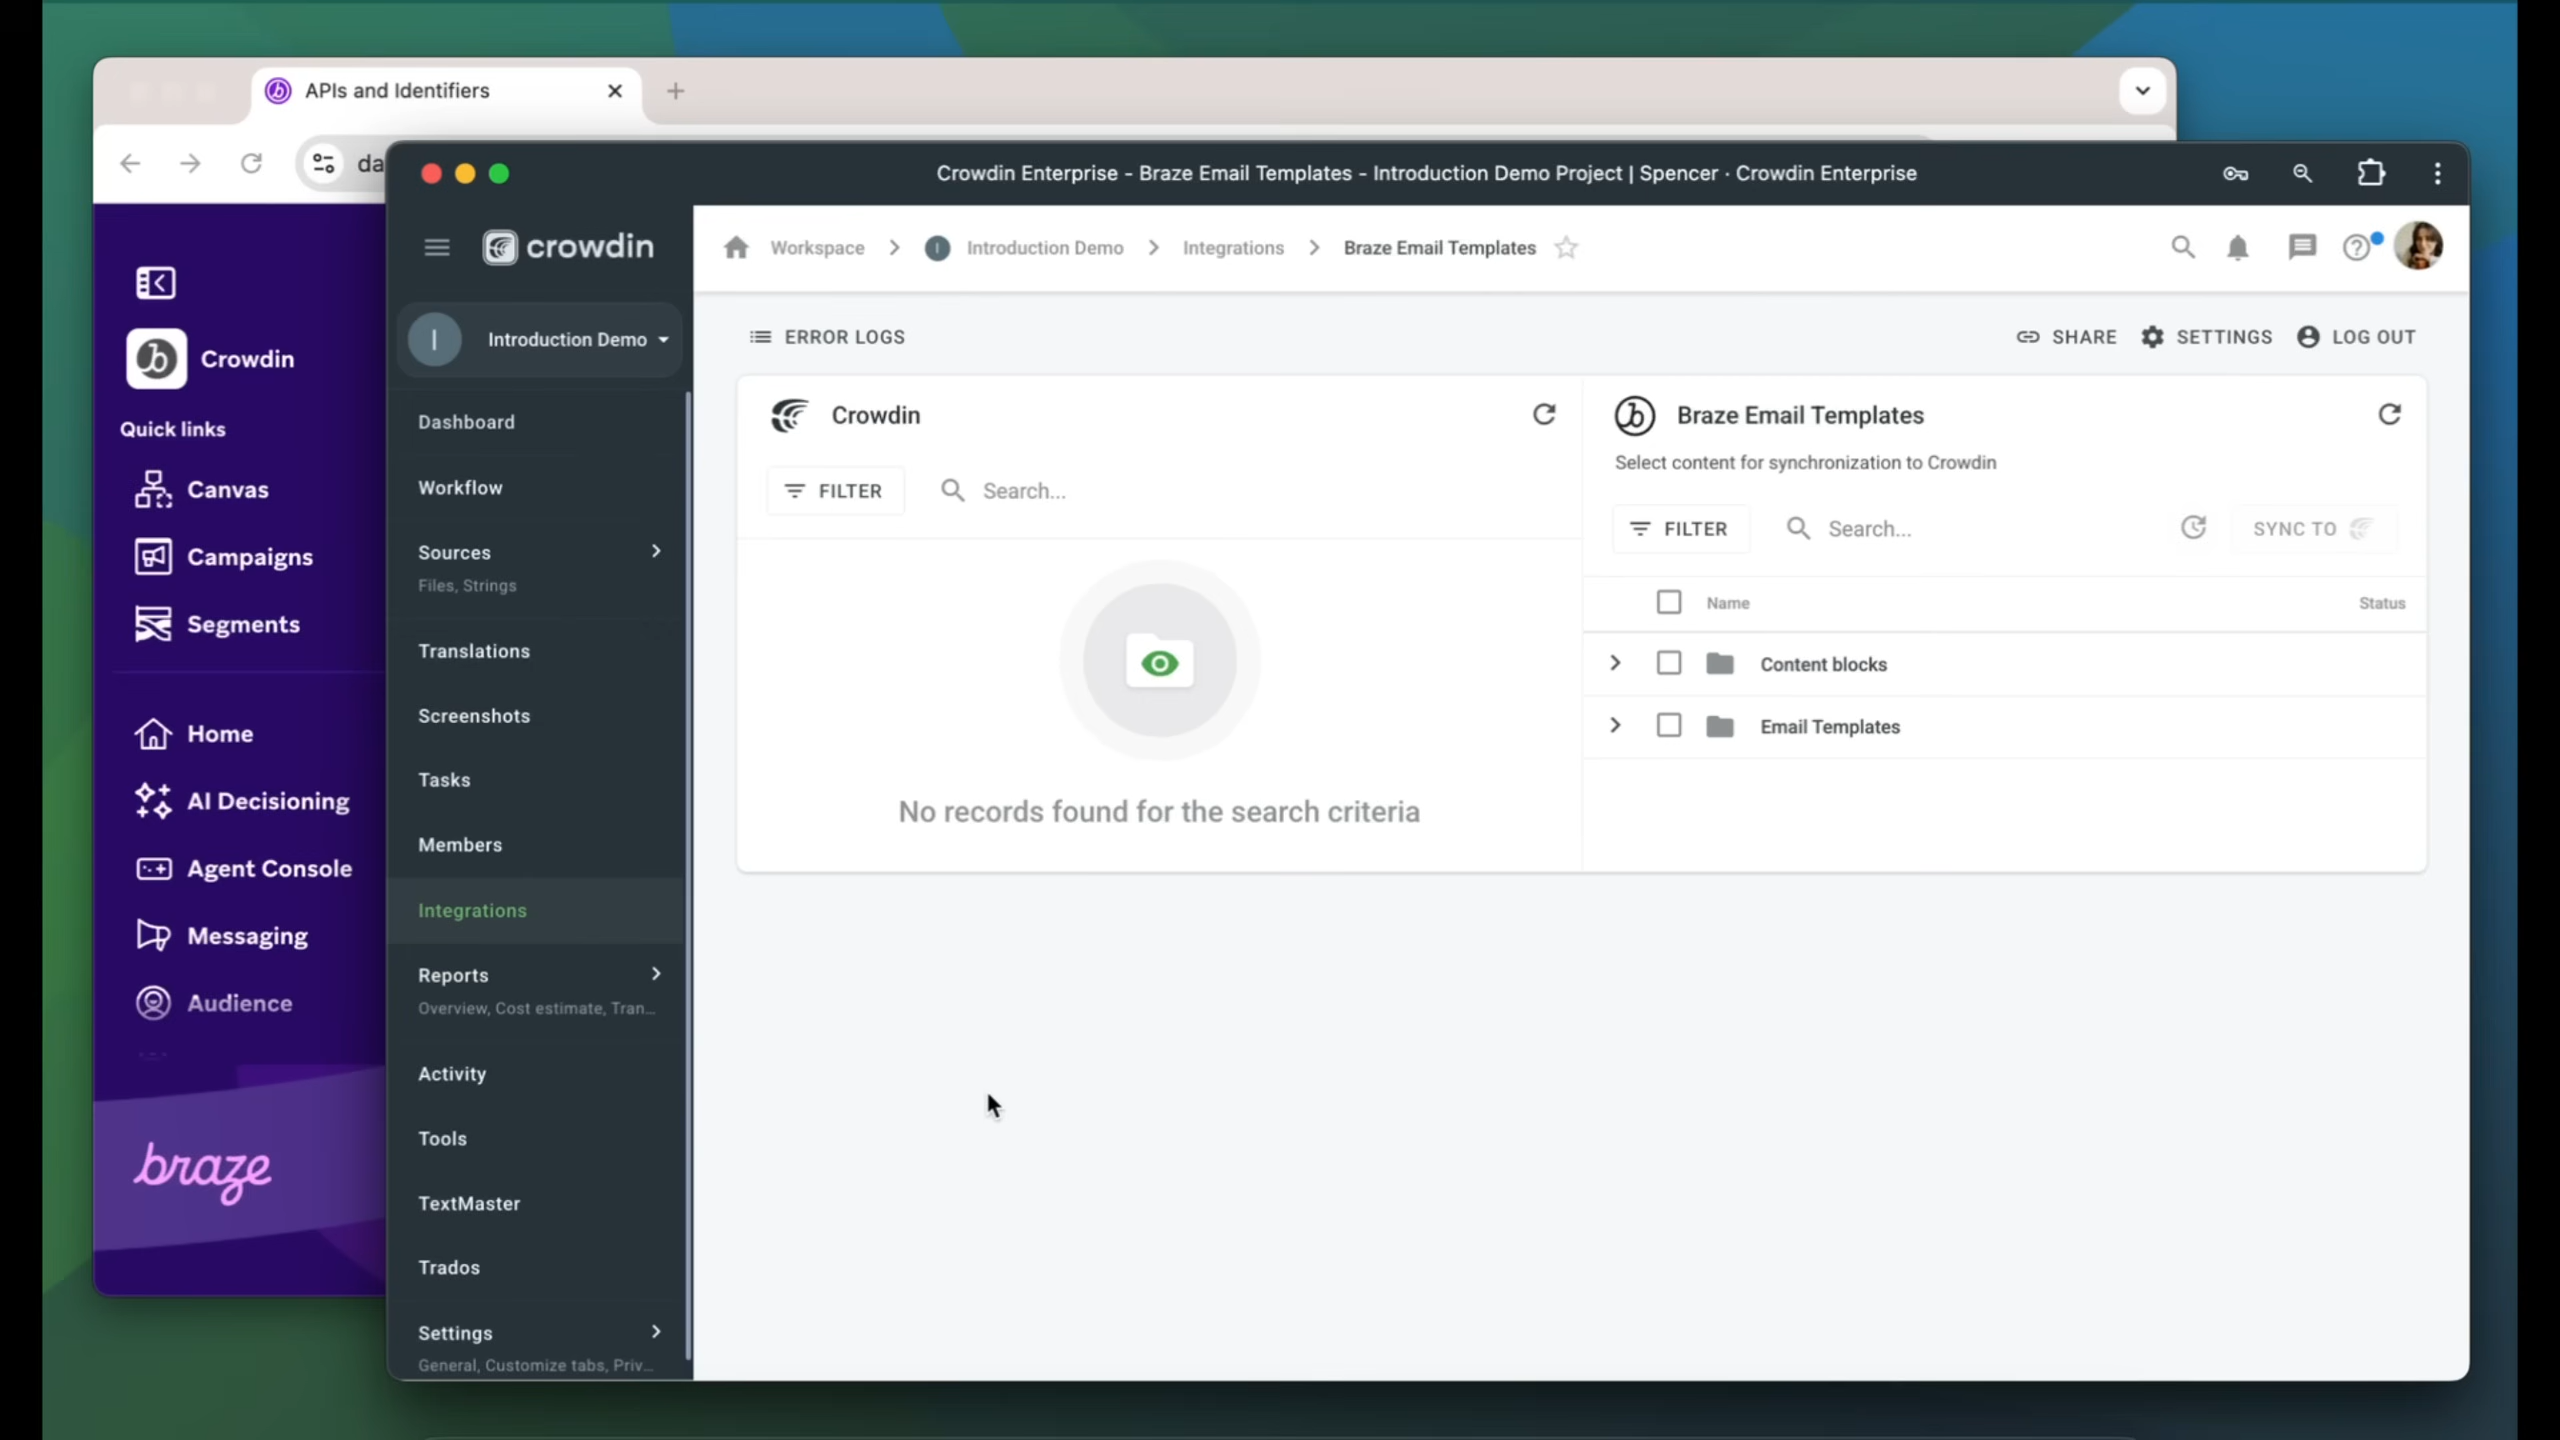 APIs and Identifiers
da
Crowdin
Quick links
Canvas
Campaigns
Segments
Home
AI Decisioning
Agent Console
Messaging
Audience
braze
Crowdin Enterprise - Braze Email Templates - Introduction Demo Project | Spencer · Crowdin Enterprise
crowdin
Introduction Demo
Dashboard
Workflow
Sources
Files, Strings
Translations
Screenshots
Tasks
Members
Integrations
Reports
Overview, Cost estimate, Tran...
Activity
Tools
TextMaster
Trados
Settings
General, Customize tabs, Priv...
Workspace
I Introduction Demo
Integrations
Braze Email Templates
ERROR LOGS
SHARE
SETTINGS
LOG OUT
Crowdin
FILTER
Search...
No records found for the search criteria
Braze Email Templates
Select content for synchronization to Crowdin
FILTER
Search...
SYNC TO
Name
Status
Content blocks
Email Templates